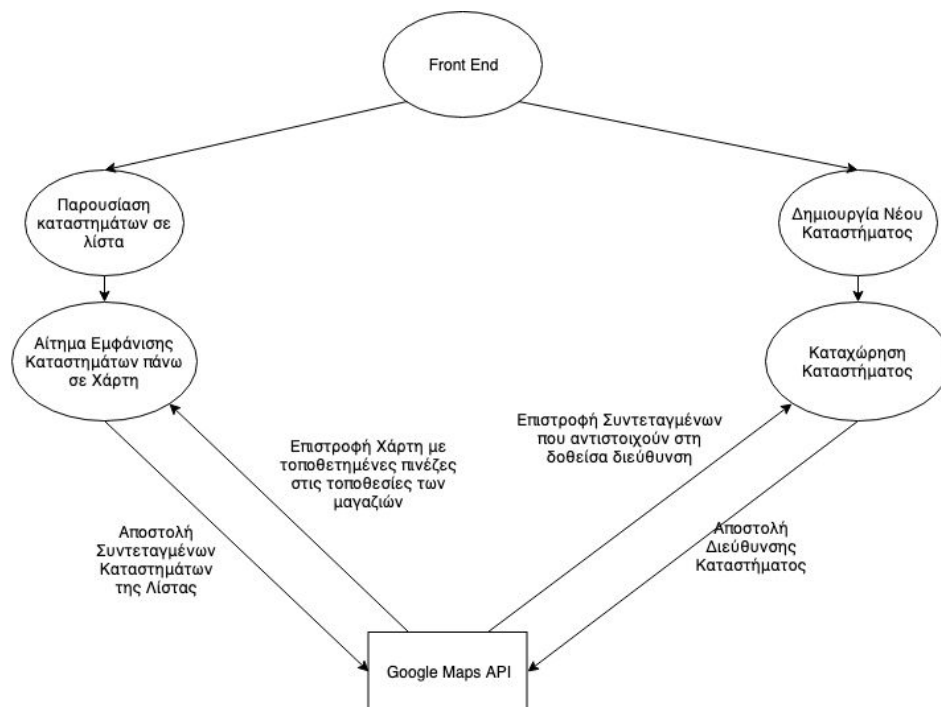 Front End
Παρουσίαση
καταστημάτων σε
λίστα
Δημιουργία Νέου
Καταστήματος
Αίτημα Εμφάνισης
Καταστημάτων πάνω
σε Χάρτη
Καταχώρηση
Καταστήματος
Επιστροφή Χάρτη με
τοποθετημένες πινέζες
στις τοποθεσίες των
μαγαζιών
Επιστροφή Συντεταγμένων
που αντιστοιχούν στη
δοθείσα διεύθυνση
Αποστολή
Συντεταγμένων
Καταστημάτων
της Λίστας
Αποστολή
Διεύθυνσης
Καταστήματος
Google Maps API